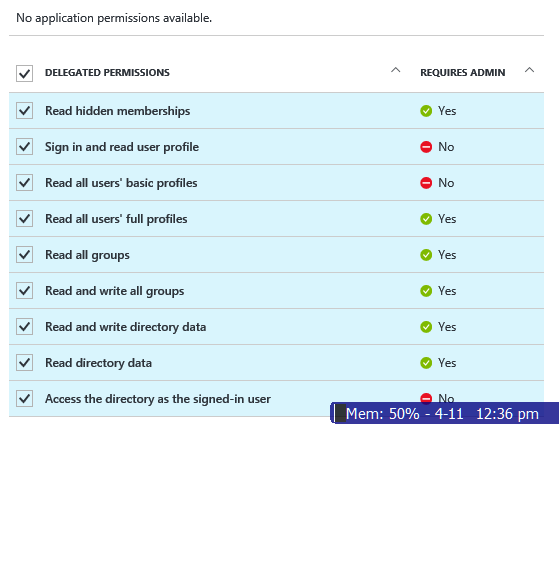 No application permissions available.
DELEGATED PERMISSIONS REQUIRES ADMIN
Read hidden memberships Yes
Sign in and read user profile No
Read all users' basic profiles No
Read all users' full profiles Yes
Read all groups Yes
Read and write all groups Yes
Read and write directory data Yes
Read directory data Yes
Access the directory as the signed-in user No
Mem: 50% - 4-11 12:36 pm